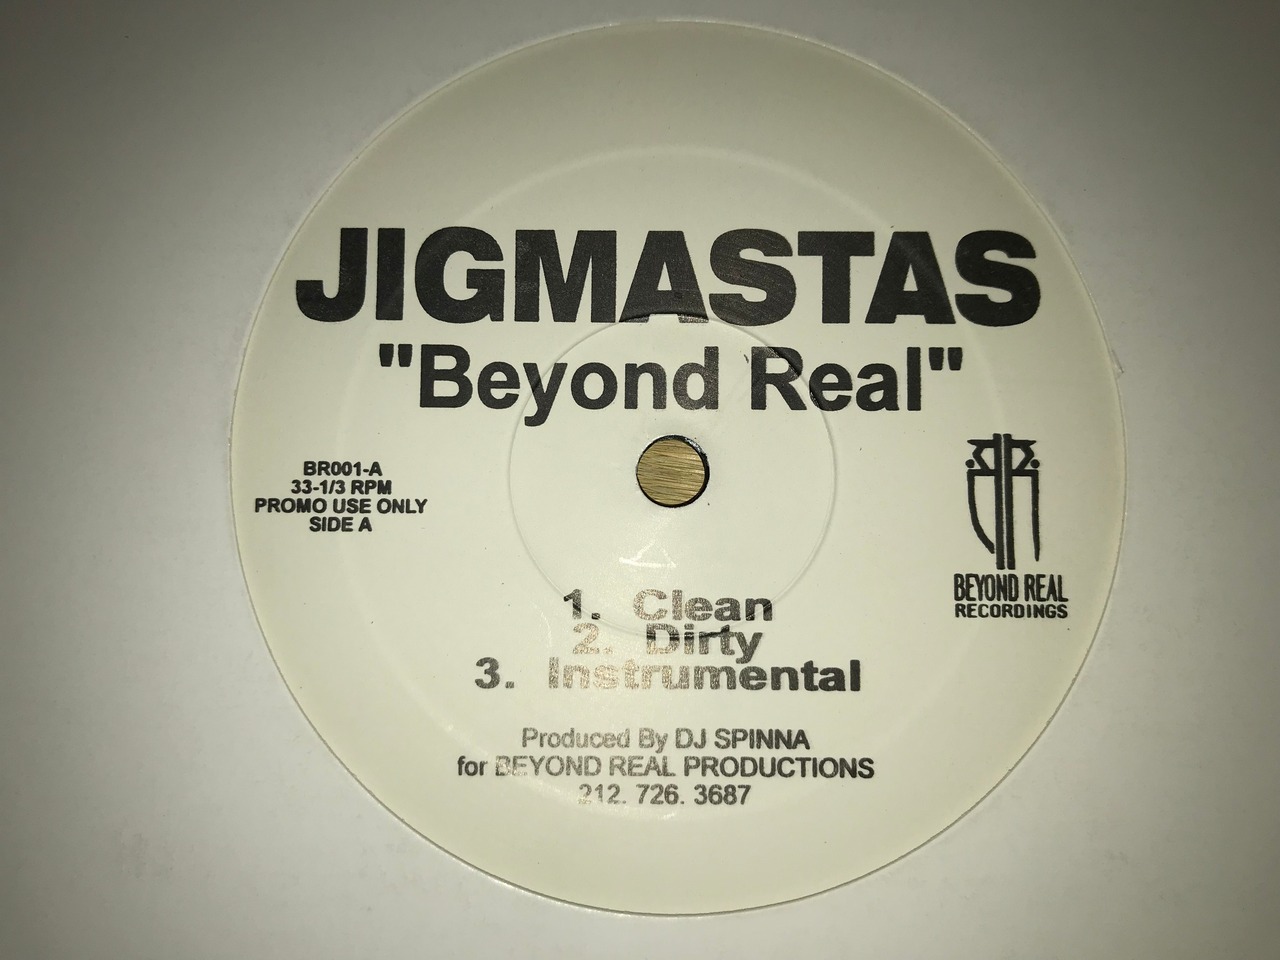 JIGMASTAS
"Beyond Real"
BR001-A
33-1/3 RPM
PROMO USE ONLY
SIDE A
BEYOND REAL
RECORDINGS
1. Clean
2. Dirty
3. Instrumental
Produced By DJ SPINNA
for BEYOND REAL PRODUCTIONS
212. 726. 3687